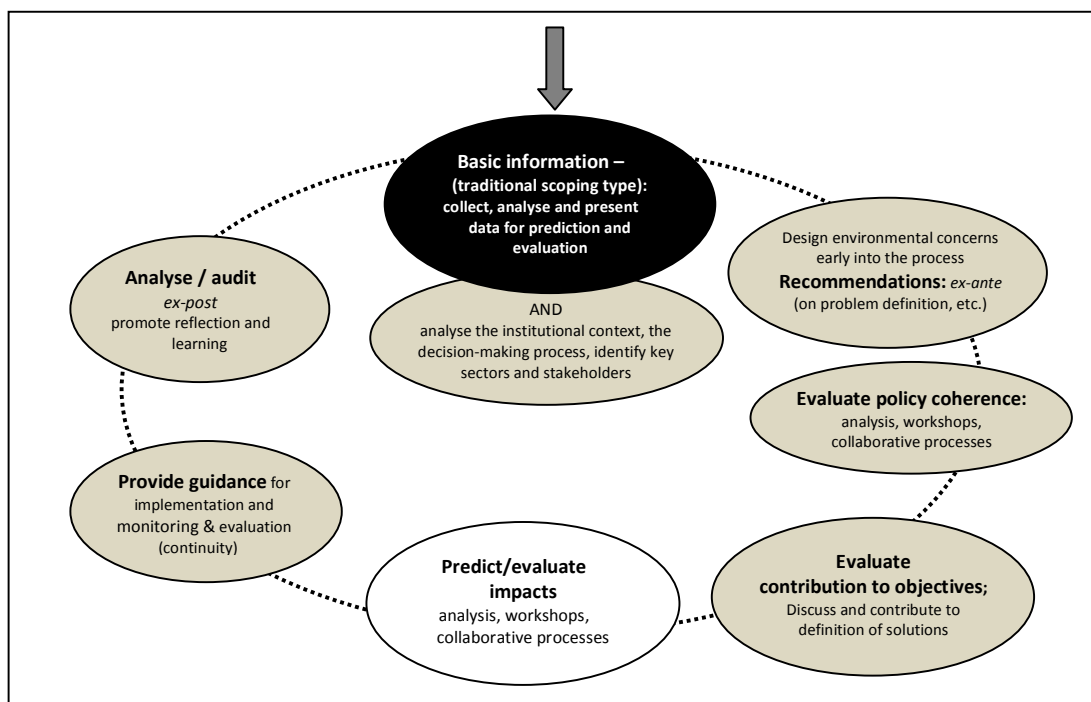 Basic information –
(traditional scoping type):
collect, analyse and present
data for prediction and
evaluation
AND
analyse the institutional context, the
decision-making process, identify key
sectors and stakeholders
Design environmental concerns
early into the process
Recommendations: ex-ante
(on problem definition, etc.)
Evaluate policy coherence:
analysis, workshops,
collaborative processes
Evaluate
contribution to objectives;
Discuss and contribute to
definition of solutions
Predict/evaluate
impacts
analysis, workshops,
collaborative processes
Provide guidance for
implementation and
monitoring & evaluation
(continuity)
Analyse / audit
ex-post
promote reflection and
learning